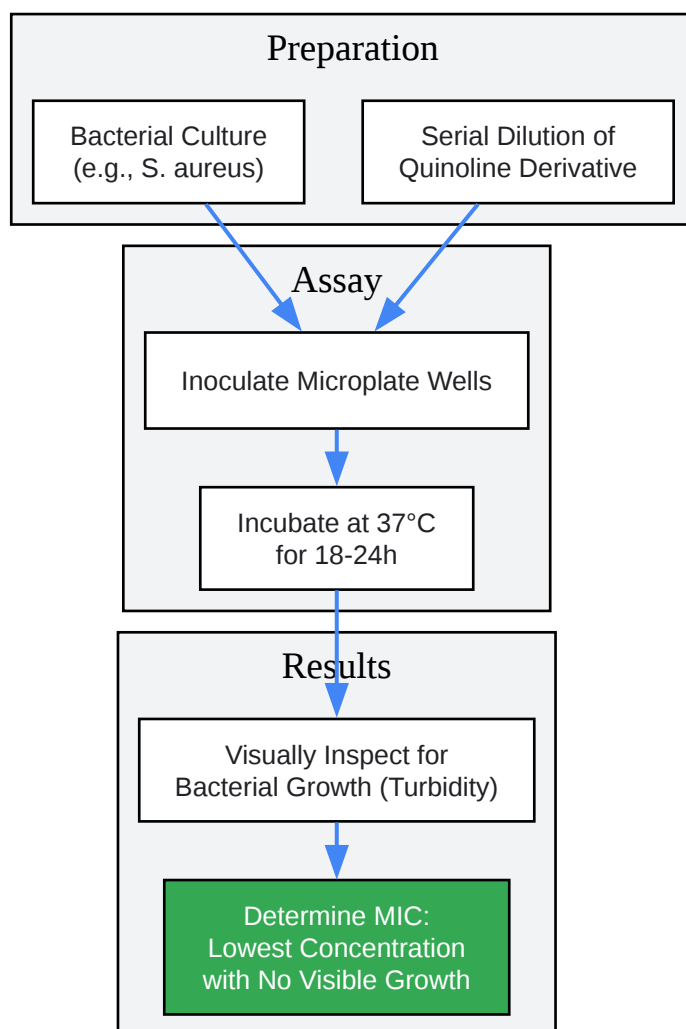 Preparation
Bacterial Culture
(e.g., S. aureus)
Serial Dilution of
Quinoline Derivative
Assay
Inoculate Microplate Wells
Incubate at 37°C
for 18-24h
Results
Visually Inspect for
Bacterial Growth (Turbidity)
Determine MIC:
Lowest Concentration
with No Visible Growth